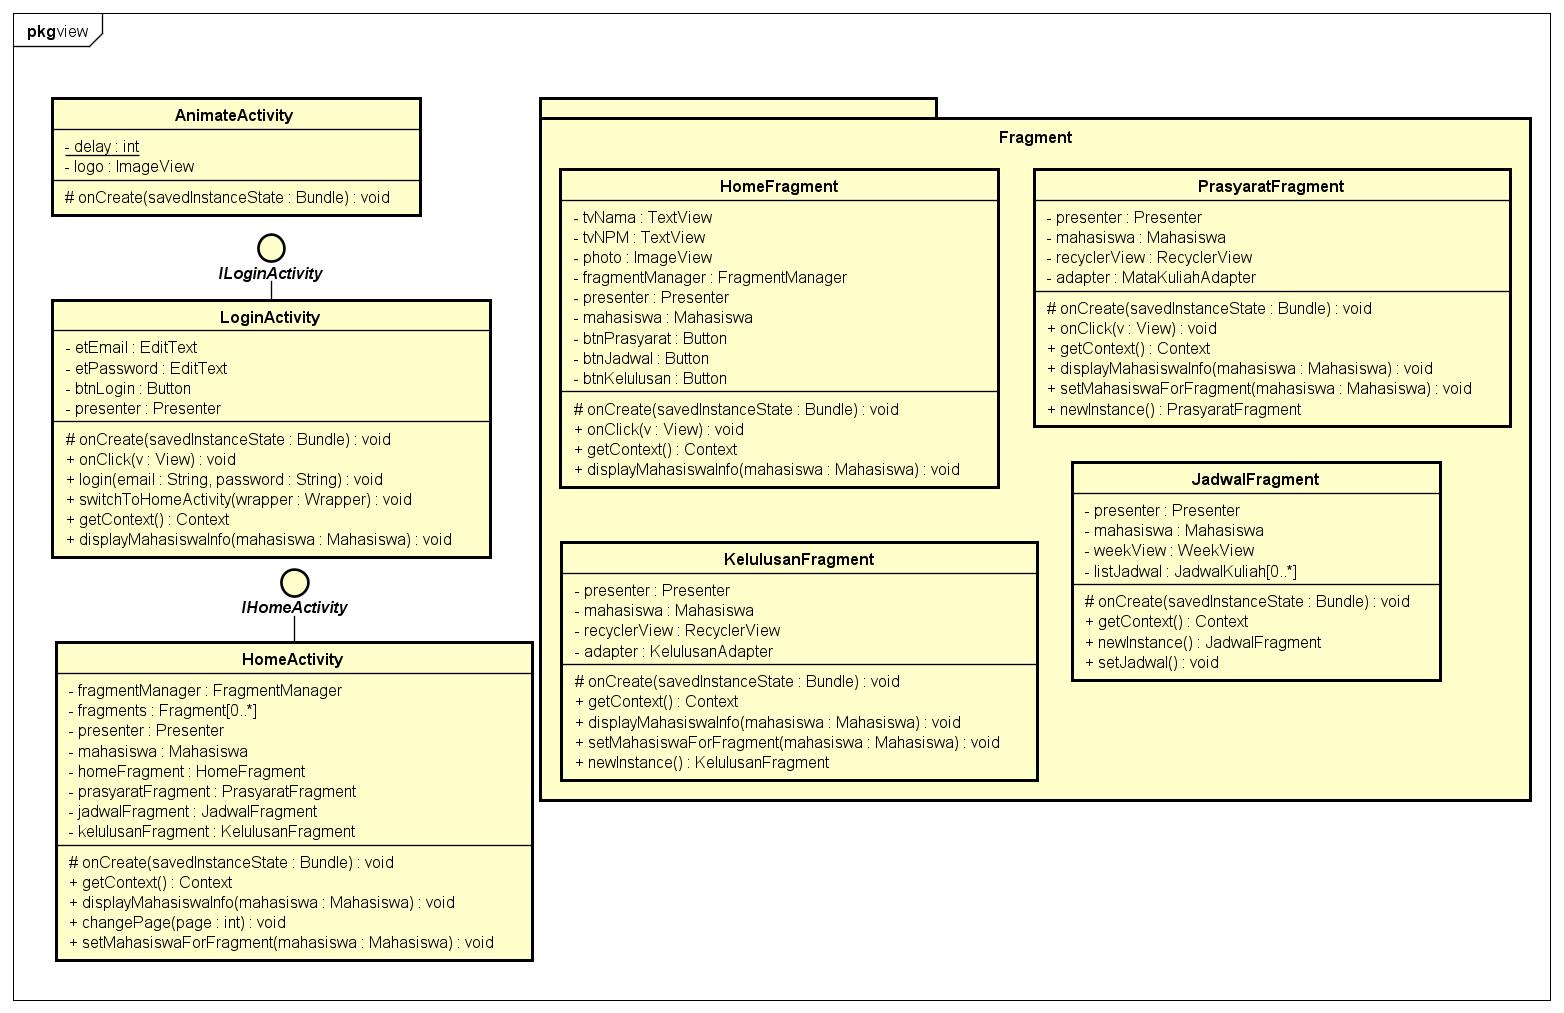 pkg view
AnimateActivity
- delay : int
- logo : ImageView
# onCreate(savedInstanceState : Bundle) : void
ILoginActivity
LoginActivity
- etEmail : EditText
- etPassword : EditText
- btnLogin : Button
- presenter : Presenter
# onCreate(savedInstanceState : Bundle) : void
+ onClick(v : View) : void
+ login(email : String, password : String) : void
+ switchToHomeActivity(wrapper : Wrapper) : void
+ getContext() : Context
+ displayMahasiswaInfo(mahasiswa : Mahasiswa) : void
IHomeActivity
HomeActivity
- fragmentManager : FragmentManager
- fragments : Fragment[0..*]
- presenter : Presenter
- mahasiswa : Mahasiswa
- homeFragment : HomeFragment
- prasyaratFragment : PrasyaratFragment
- jadwalFragment : JadwalFragment
- kelulusanFragment : KelulusanFragment
# onCreate(savedInstanceState : Bundle) : void
+ getContext() : Context
+ displayMahasiswaInfo(mahasiswa : Mahasiswa) : void
+ changePage(page : int) : void
+ setMahasiswaForFragment(mahasiswa : Mahasiswa) : void
Fragment
HomeFragment
- tvNama : TextView
- tvNPM : TextView
- photo : ImageView
- fragmentManager : FragmentManager
- presenter : Presenter
- mahasiswa : Mahasiswa
- btnPrasyarat : Button
- btnJadwal : Button
- btnKelulusan : Button
# onCreate(savedInstanceState : Bundle) : void
+ onClick(v : View) : void
+ getContext() : Context
+ displayMahasiswaInfo(mahasiswa : Mahasiswa) : void
PrasyaratFragment
- presenter : Presenter
- mahasiswa : Mahasiswa
- recyclerView : RecyclerView
- adapter : MataKuliahAdapter
# onCreate(savedInstanceState : Bundle) : void
+ onClick(v : View) : void
+ getContext() : Context
+ displayMahasiswaInfo(mahasiswa : Mahasiswa) : void
+ setMahasiswaForFragment(mahasiswa : Mahasiswa) : void
+ newInstance() : PrasyaratFragment
KelulusanFragment
- presenter : Presenter
- mahasiswa : Mahasiswa
- recyclerView : RecyclerView
- adapter : KelulusanAdapter
# onCreate(savedInstanceState : Bundle) : void
+ getContext() : Context
+ displayMahasiswaInfo(mahasiswa : Mahasiswa) : void
+ setMahasiswaForFragment(mahasiswa : Mahasiswa) : void
+ newInstance() : KelulusanFragment
JadwalFragment
- presenter : Presenter
- mahasiswa : Mahasiswa
- weekView : WeekView
- listJadwal : JadwalKuliah[0..*]
# onCreate(savedInstanceState : Bundle) : void
+ getContext() : Context
+ newInstance() : JadwalFragment
+ setJadwal() : void